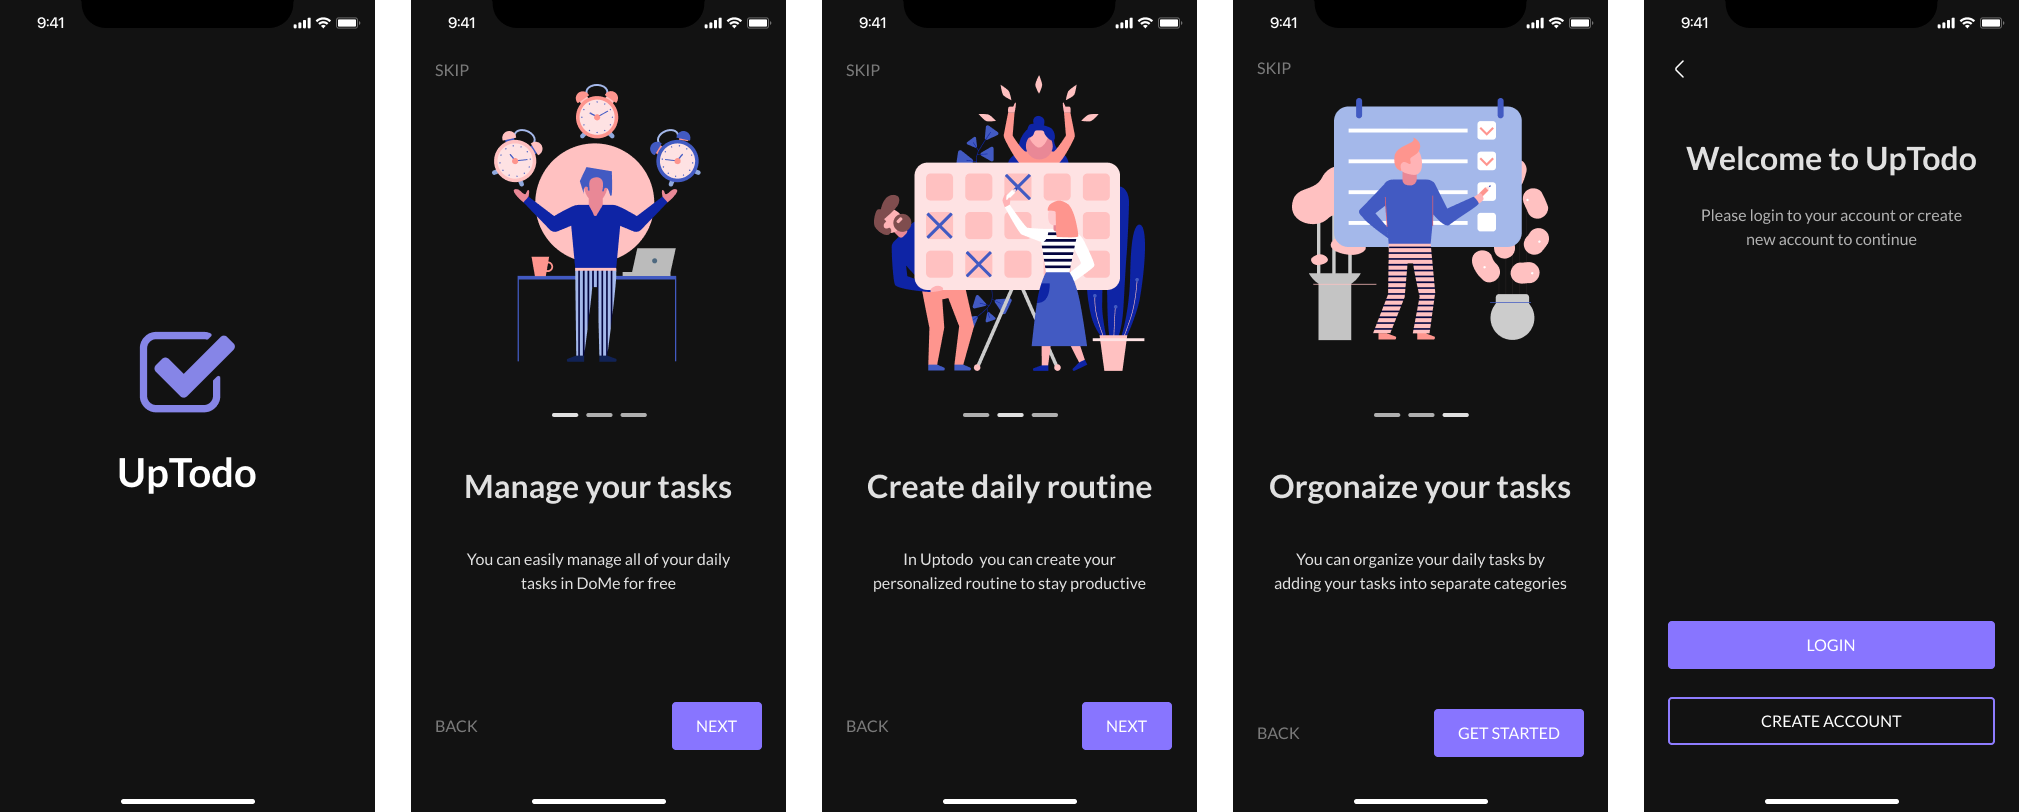 9:41
UpTodo
9:41
SKIP
Manage your tasks
You can easily manage all of your daily
tasks in DoMe for free
BACK
NEXT
9:41
SKIP
Create daily routine
In Uptodo  you can create your
personalized routine to stay productive
BACK
NEXT
9:41
SKIP
Orgonaize your tasks
You can organize your daily tasks by
adding your tasks into separate categories
BACK
GET STARTED
9:41
Welcome to UpTodo
Please login to your account or create
new account to continue
LOGIN
CREATE ACCOUNT